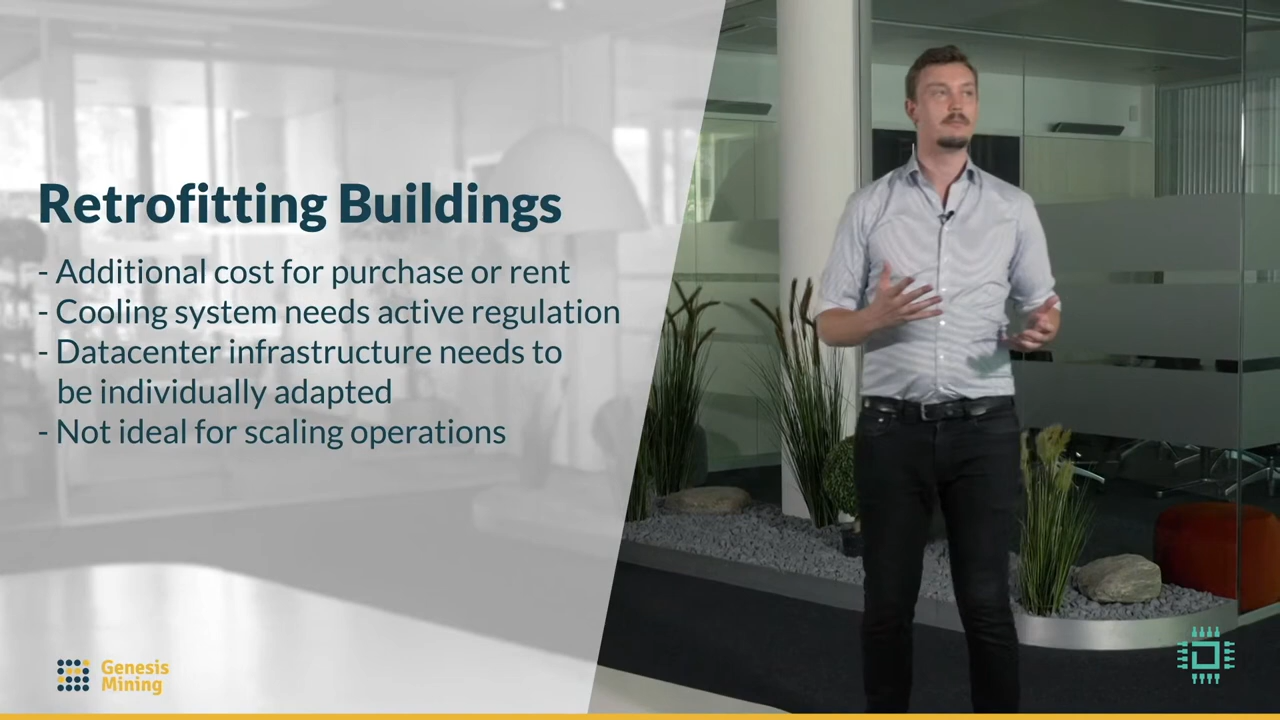 Retrofitting Buildings
- Additional cost for purchase or rent
- Cooling system needs active regulation
- Datacenter infrastructure needs to
be individually adapted
- Not ideal for scaling operations
Genesis
Mining